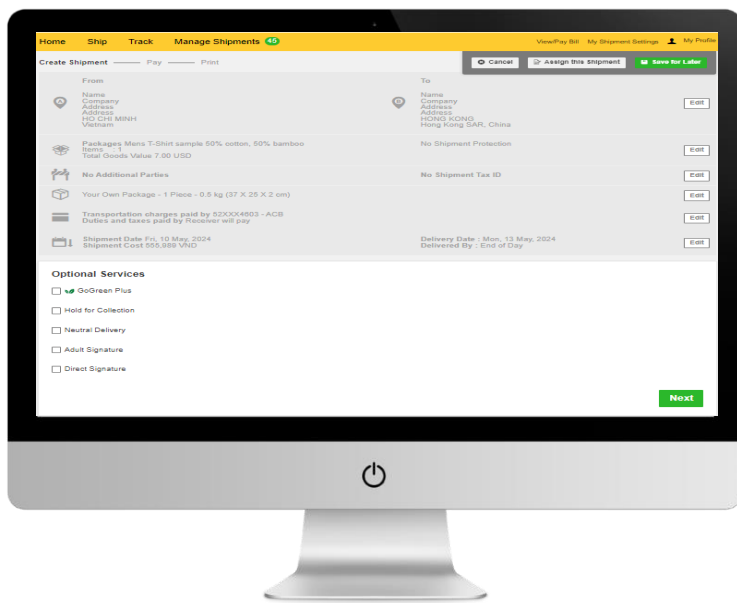 Home Ship Track Manage Shipments 45 View/Pay Bill My Shipment Settings My Profile
Create Shipment Pay Print Cancel Assign this Shipment Save for Later
From To
Name Name
Company Company
Address Address
Address Address
HO CHI MINH HONG KONG
Vietnam Hong Kong SAR, China
Edit
Packages Mens T-Shirt sample 50% cotton, 50% bamboo No Shipment Protection
Items : 1
Total Goods Value 7.00 USD
Edit
No Additional Parties No Shipment Tax ID Edit
Your Own Package - 1 Piece - 0.5 kg (37 X 25 X 2 cm) Edit
Transportation charges paid by 52XXX4603 - ACB
Duties and taxes paid by Receiver will pay
Edit
Shipment Date Fri, 10 May, 2024 Delivery Date : Mon, 13 May, 2024
Shipment Cost VND Delivered By : End of Day
Edit
Optional Services
GoGreen Plus
Hold for Collection
Neutral Delivery
Adult Signature
Direct Signature
Next